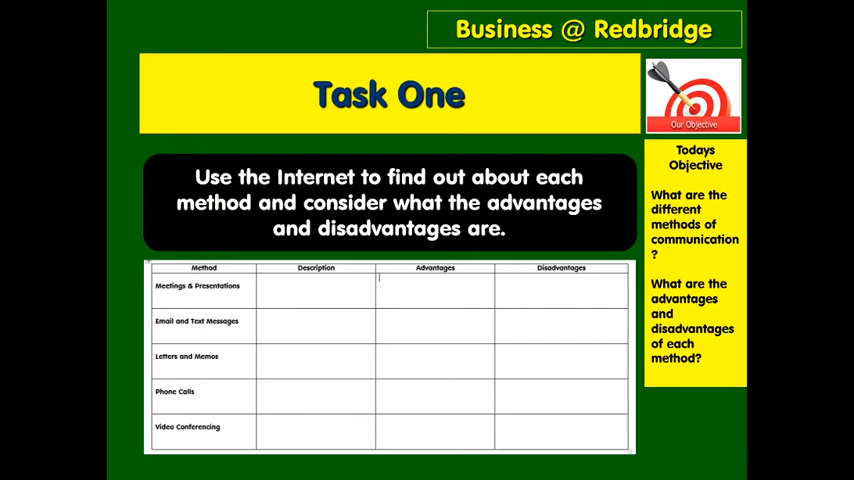 Business @ Redbridge
Task One
Our Objective
Use the Internet to find out about each
method and consider what the advantages
and disadvantages are.
Todays
Objective
What are the
different
methods of
communication
?
What are the
advantages
and
disadvantages
of each
method?
Method Description Advantages Disadvantages
Meetings & Presentations
Email and Text Messages
Letters and Memos
Phone Calls
Video Conferencing